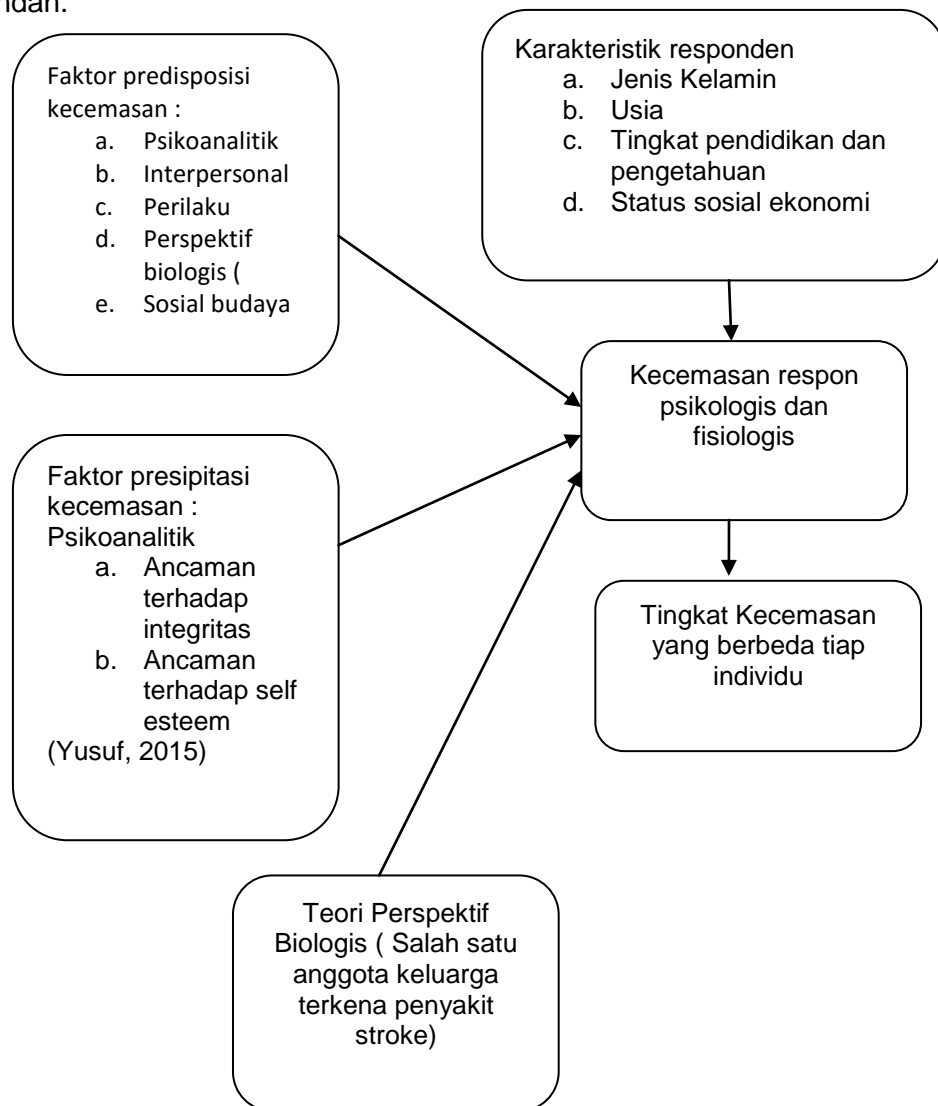 Faktor predisposisi
kecemasan :
a. Psikoanalitik
b. Interpersonal
c. Perilaku
d. Perspektif
biologis (
e. Sosial budaya
Karakteristik responden
a. Jenis Kelamin
b. Usia
c. Tingkat pendidikan dan
pengetahuan
d. Status sosial ekonomi
Kecemasan respon
psikologis dan
fisiologis
Faktor presipitasi
kecemasan :
Psikoanalitik
a. Ancaman
terhadap
integritas
b. Ancaman
terhadap self
esteem
(Yusuf, 2015)
Tingkat Kecemasan
yang berbeda tiap
individu
Teori Perspektif
Biologis ( Salah satu
anggota keluarga
terkena penyakit
stroke)